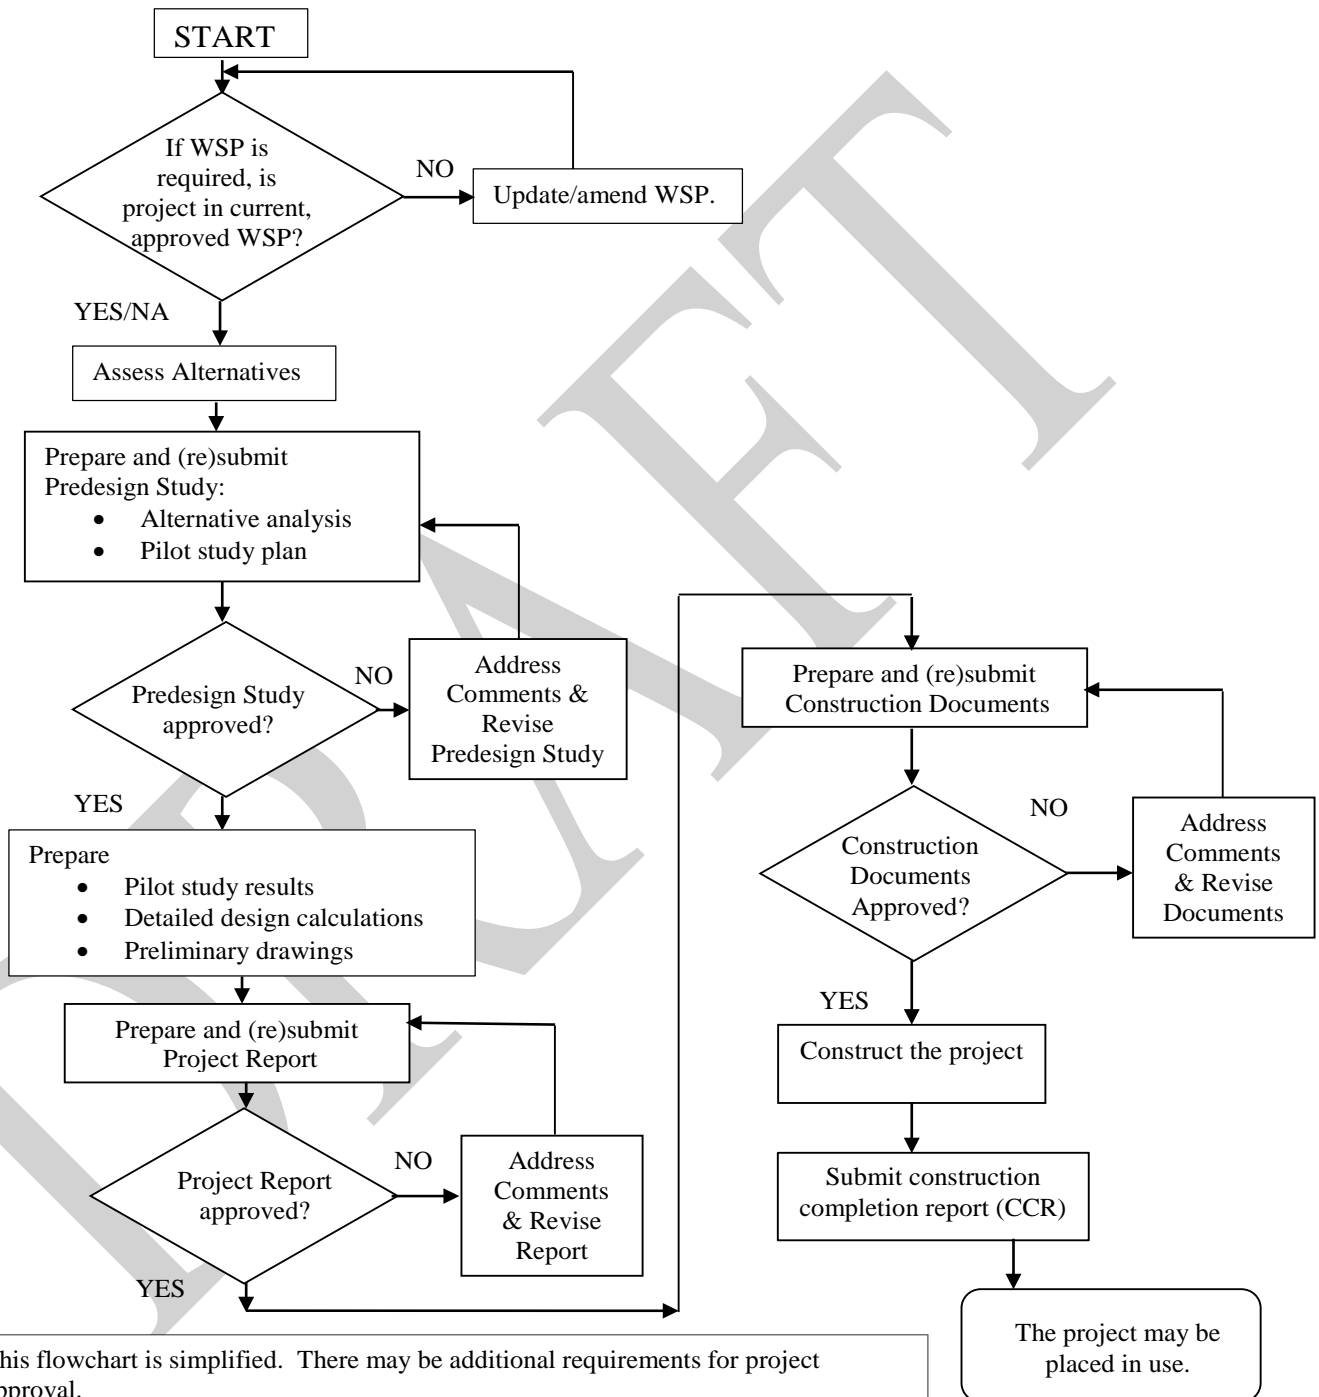 START
If WSP is
required, is
project in current,
approved WSP?
NO
Update/amend WSP.
YES/NA
Assess Alternatives
Prepare and (re)submit
Predesign Study:
• Alternative analysis
• Pilot study plan
Predesign Study
approved?
NO
Address
Comments &
Revise
Predesign Study
YES
Prepare
• Pilot study results
• Detailed design calculations
• Preliminary drawings
Prepare and (re)submit
Project Report
Project Report
approved?
NO
Address
Comments
& Revise
Report
YES
Prepare and (re)submit
Construction Documents
Construction
Documents
Approved?
NO
Address
Comments
& Revise
Documents
YES
Construct the project
Submit construction
completion report (CCR)
The project may be
placed in use.
his flowchart is simplified. There may be additional requirements for project
pproval.
DRAFT